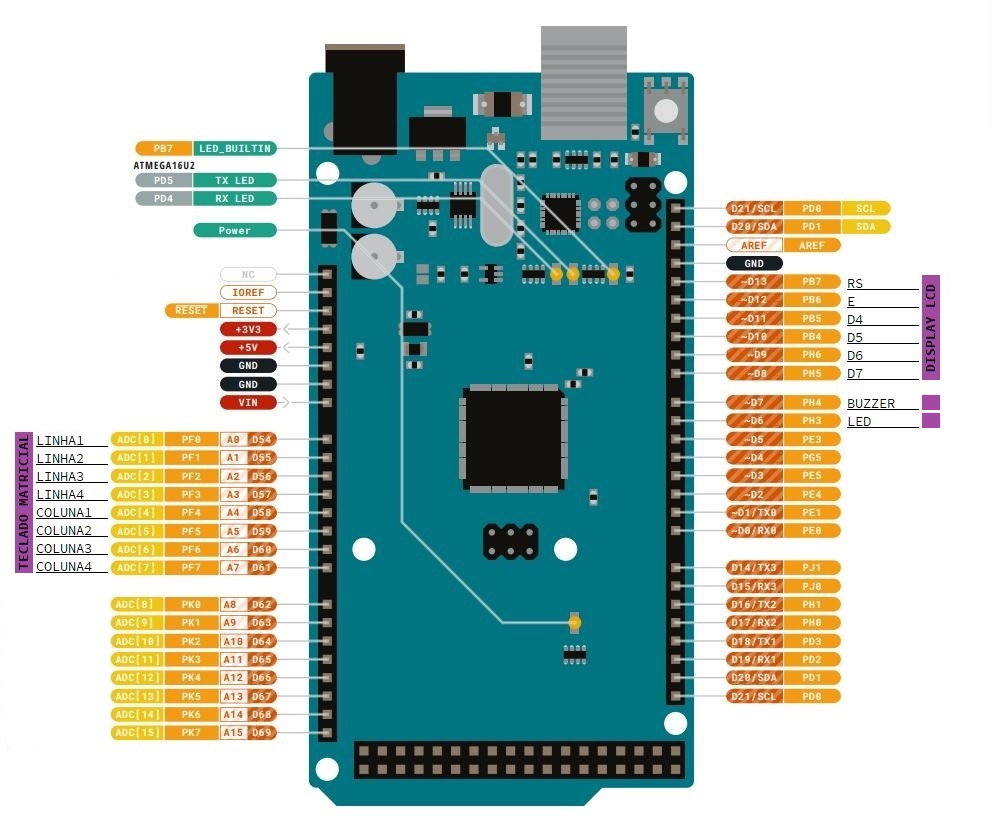 PB7 LED_BUILTIN
ATMEGA16U2
PD5 TX LED
PD4 RX LED
Power
NC
IOREF
RESET RESET
+3V3
+5V
GND
GND
VIN
TECLADO MATRICIAL
LINHA1 ADC[0] PF0 A0 D54
LINHA2 ADC[1] PF1 A1 D55
LINHA3 ADC[2] PF2 A2 D56
LINHA4 ADC[3] PF3 A3 D57
COLUNA1 ADC[4] PF4 A4 D58
COLUNA2 ADC[5] PF5 A5 D59
COLUNA3 ADC[6] PF6 A6 D60
COLUNA4 ADC[7] PF7 A7 D61
ADC[8] PK0 A8 D62
ADC[9] PK1 A9 D63
ADC[10] PK2 A10 D64
ADC[11] PK3 A11 D65
ADC[12] PK4 A12 D66
ADC[13] PK5 A13 D67
ADC[14] PK6 A14 D68
ADC[15] PK7 A15 D69
D21/SCL PD0 SCL
D20/SDA PD1 SDA
AREF AREF
GND
~D13 PB7 RS
~D12 PB6 E
~D11 PB5 D4
~D10 PB4 D5
~D9 PH6 D6
~D8 PH5 D7
DISPLAY LCD
~D7 PH4 BUZZER
~D6 PH3 LED
~D5 PE3
~D4 PG5
~D3 PE5
~D2 PE4
~D1/TX0 PE1
~D0/RX0 PE0
D14/TX3 PJ1
D15/RX3 PJ0
D16/TX2 PH1
D17/RX2 PH0
D18/TX1 PD3
D19/RX1 PD2
D20/SDA PD1
D21/SCL PD0